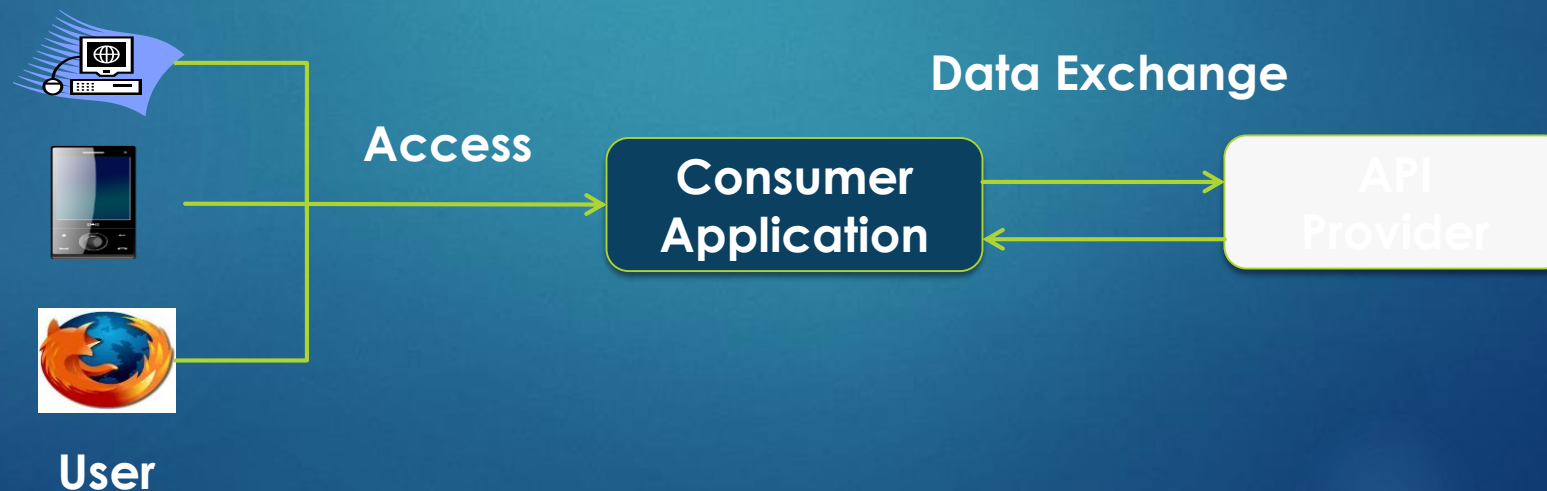 Data Exchange
Access
Consumer
Application
API
Provider
User